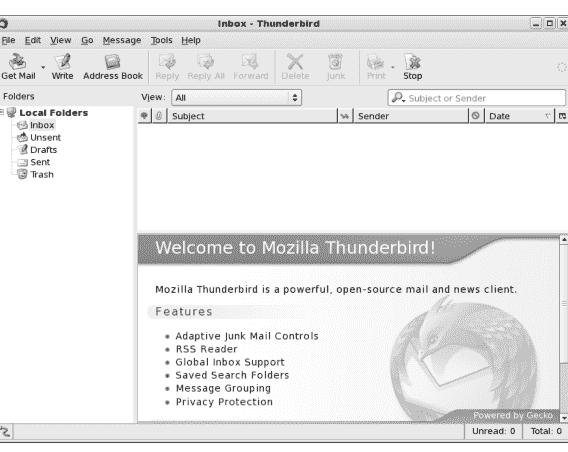 Inbox - Thunderbird
File Edit View Go Message Tools Help
Get Mail Write Address Book Reply Reply All Forward Delete Junk Print Stop
Folders
View: All
Subject or Sender
Local Folders
Inbox
Unsent
Drafts
Sent
Trash
Subject Sender Date
Welcome to Mozilla Thunderbird!
Mozilla Thunderbird is a powerful, open-source mail and news client.
Features
Adaptive Junk Mail Controls
RSS Reader
Global Inbox Support
Saved Search Folders
Message Grouping
Privacy Protection
Powered by Gecko
Unread: 0 Total: 0